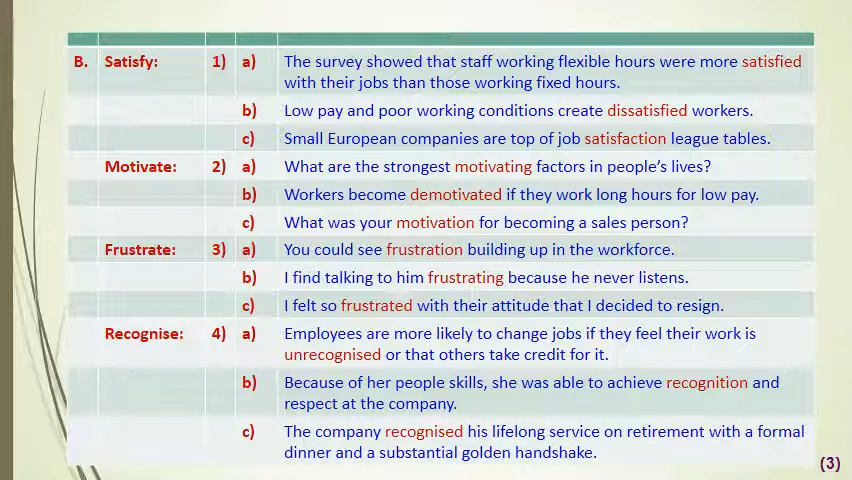 B. Satisfy: 1) a) The survey showed that staff working flexible hours were more satisfied
with their jobs than those working fixed hours.
b) Low pay and poor working conditions create dissatisfied workers.
c) Small European companies are top of job satisfaction league tables.
Motivate: 2) a) What are the strongest motivating factors in people's lives?
b) Workers become demotivated if they work long hours for low pay.
c) What was your motivation for becoming a sales person?
Frustrate: 3) a) You could see frustration building up in the workforce.
b) I find talking to him frustrating because he never listens.
c) I felt so frustrated with their attitude that I decided to resign.
Recognise: 4) a) Employees are more likely to change jobs if they feel their work is
unrecognised or that others take credit for it.
b) Because of her people skills, she was able to achieve recognition and
respect at the company.
c) The company recognised his lifelong service on retirement with a formal
dinner and a substantial golden handshake.
(3)